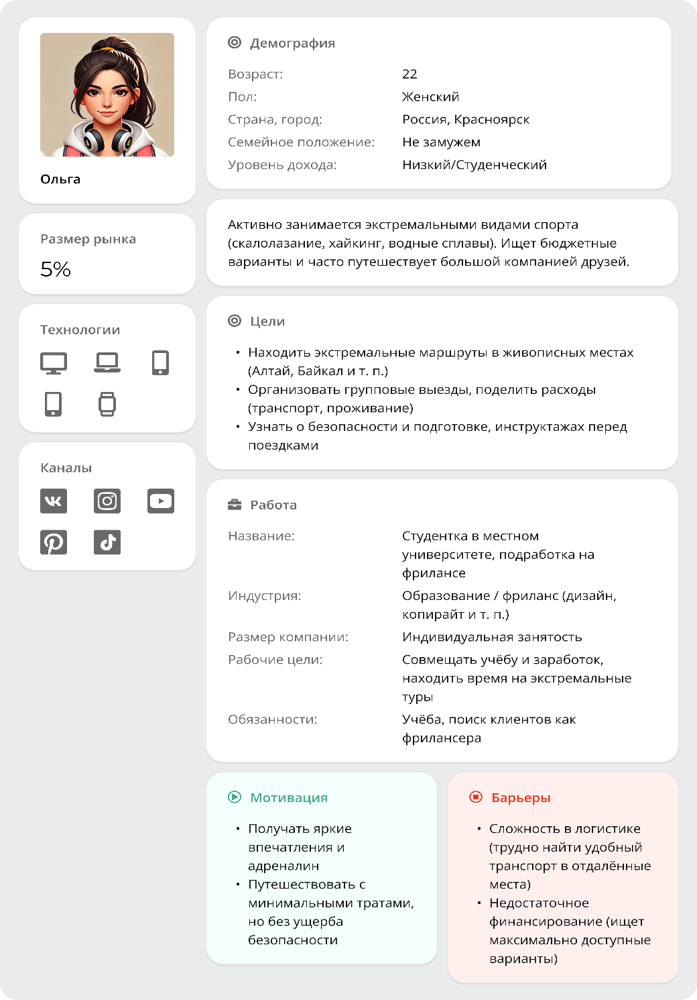 Ольга
Размер рынка
5%
Технологии
Каналы
Демография
Возраст: 22
Пол: Женский
Страна, город: Россия, Красноярск
Семейное положение: Не замужем
Уровень дохода: Низкий/Студенческий
Активно занимается экстремальными видами спорта
(скалолазание, хайкинг, водные сплавы). Ищет бюджетные
варианты и часто путешествует большой компанией друзей.
Цели
• Находить экстремальные маршруты в живописных местах
(Алтай, Байкал и т. п.)
• Организовать групповые выезды, поделить расходы
(транспорт, проживание)
• Узнать о безопасности и подготовке, инструктажах перед
поездками
Работа
Название: Студентка в местном
университете, подработка на
фрилансе
Индустрия: Образование / фриланс (дизайн,
копирайт и т. п.)
Размер компании: Индивидуальная занятость
Рабочие цели: Совмещать учёбу и заработок,
находить время на экстремальные
туры
Обязанности: Учёба, поиск клиентов как
фрилансера
Мотивация
• Получать яркие
впечатления и
адреналин
• Путешествовать с
минимальными тратами,
но без ущерба
безопасности
Барьеры
• Сложность в логистике
(трудно найти удобный
транспорт в отдалённые
места)
• Недостаточное
финансирование (ищет
максимально доступные
варианты)